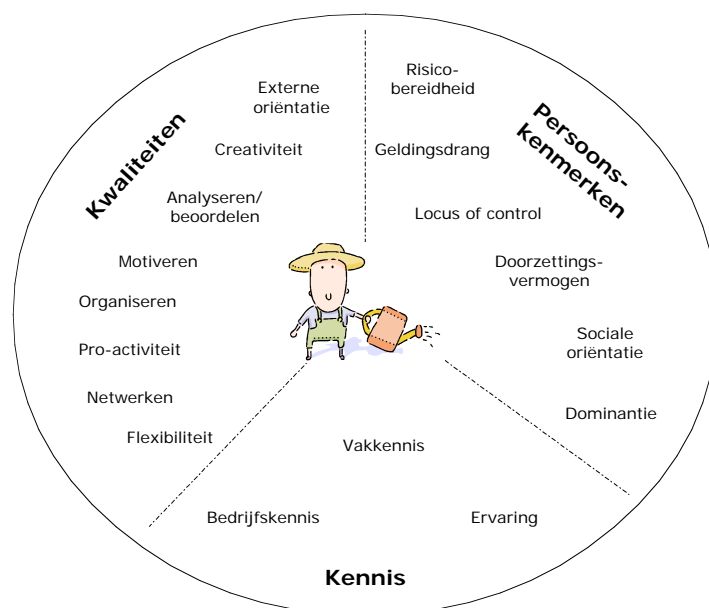 Kwaliteiten
Externe
oriëntatie
Creativiteit
Analyseren/
beoordelen
Motiveren
Organiseren
Pro-activiteit
Netwerken
Flexibiliteit
Persoons-
kenmerken
Risico-
bereidheid
Geldingsdrang
Locus of control
Doorzettings-
vermogen
Sociale
oriëntatie
Dominantie
Vakkennis
Bedrijfskennis
Ervaring
Kennis